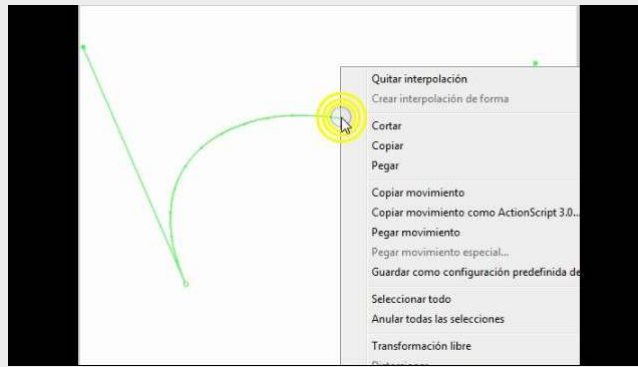 Quitar interpolación
Crear interpolación de forma
Cortar
Copiar
Pegar
Copiar movimiento
Copiar movimiento como ActionScript 3.0...
Pegar movimiento
Pegar movimiento especial...
Guardar como configuración predefinida de
Seleccionar todo
Anular todas las selecciones
Transformación libre